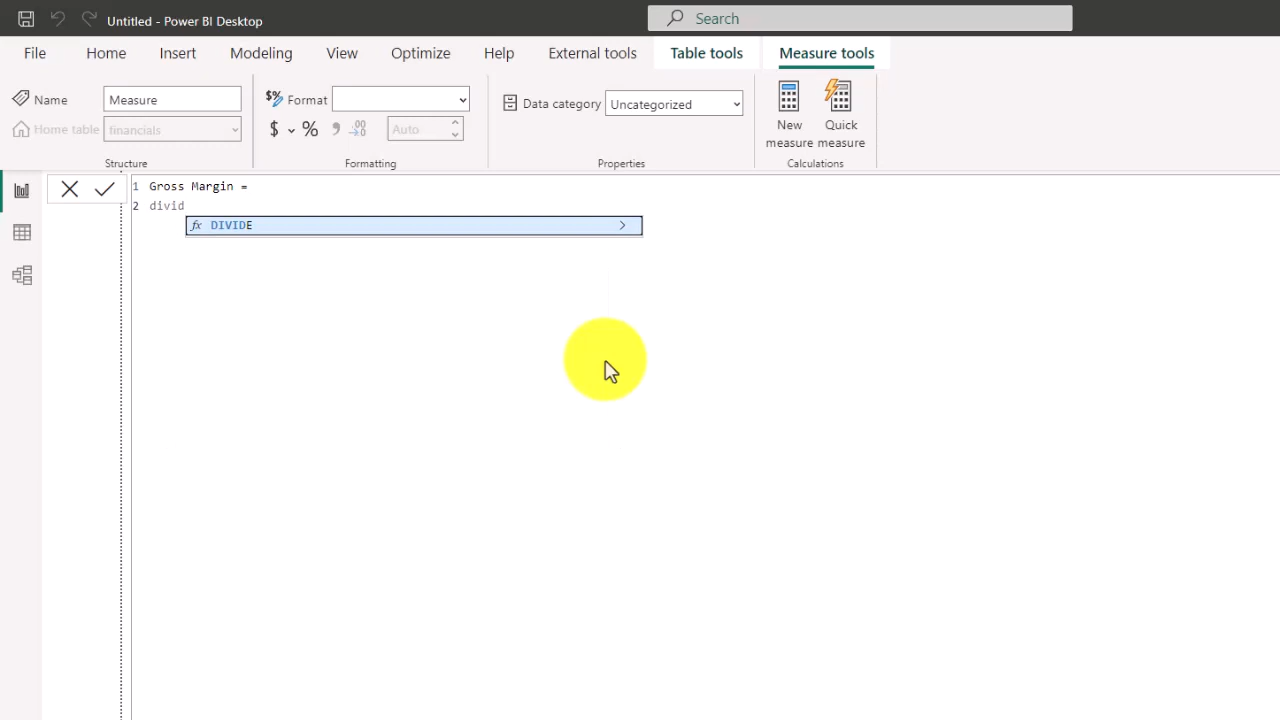 Untitled - Power BI Desktop
Search
File Home Insert Modeling View Optimize Help External tools Table tools Measure tools
Name Measure
Format
Data category Uncategorized
New measure
Quick measure
Home table financials
$ % .00 Auto
Structure Formatting Properties Calculations
1 Gross Margin =
2 divid
fx DIVIDE